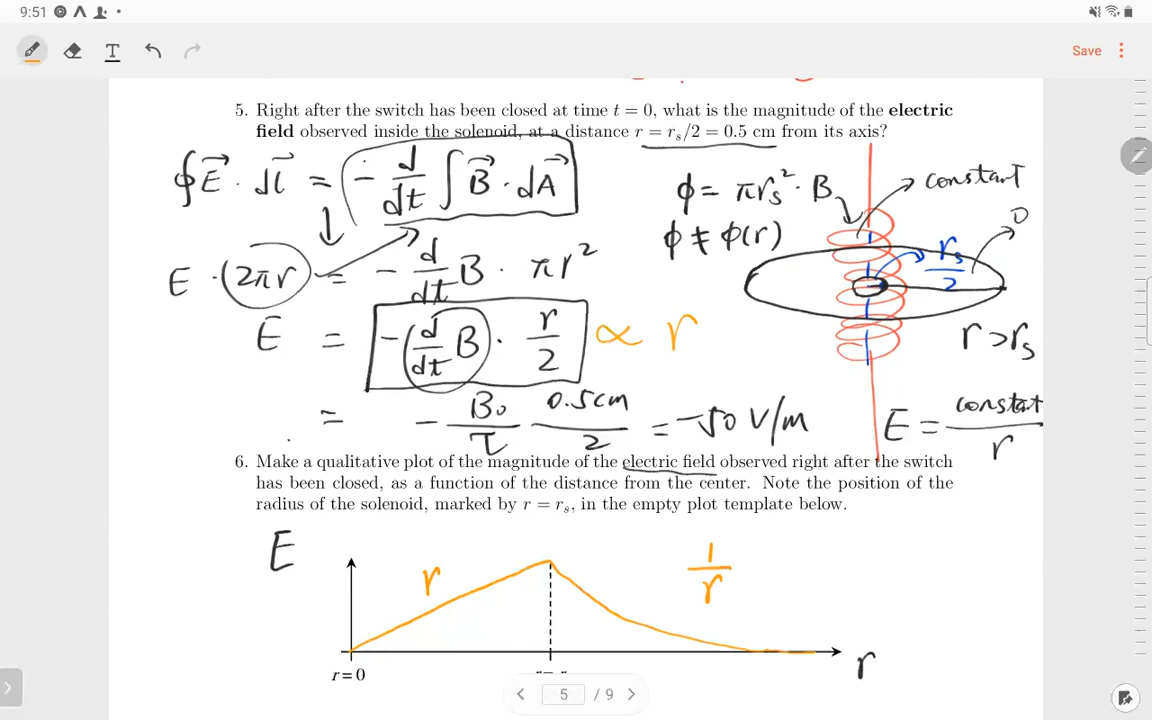 9:51
Save
5. Right after the switch has been closed at time t = 0, what is the magnitude of the electric
field observed inside the solenoid, at a distance r = r_s/2 = 0.5 cm from its axis?
∮E⃗ · dl⃗ = - d/dt ∫B⃗ · dA⃗
ϕ = πr_s² · B
constant
ϕ ≠ ϕ(r)
0
r_s/2
E · (2πr) = - d/dt B · πr²
E = -(d/dt B) · r/2 ∝ r
r > r_s
= - B₀/τ 0.5cm/2 = -50 V/m
E = constant/r
6. Make a qualitative plot of the magnitude of the electric field observed right after the switch
has been closed, as a function of the distance from the center. Note the position of the
radius of the solenoid, marked by r = r_s, in the empty plot template below.
E
r
1/r
r
r = 0
5 / 9